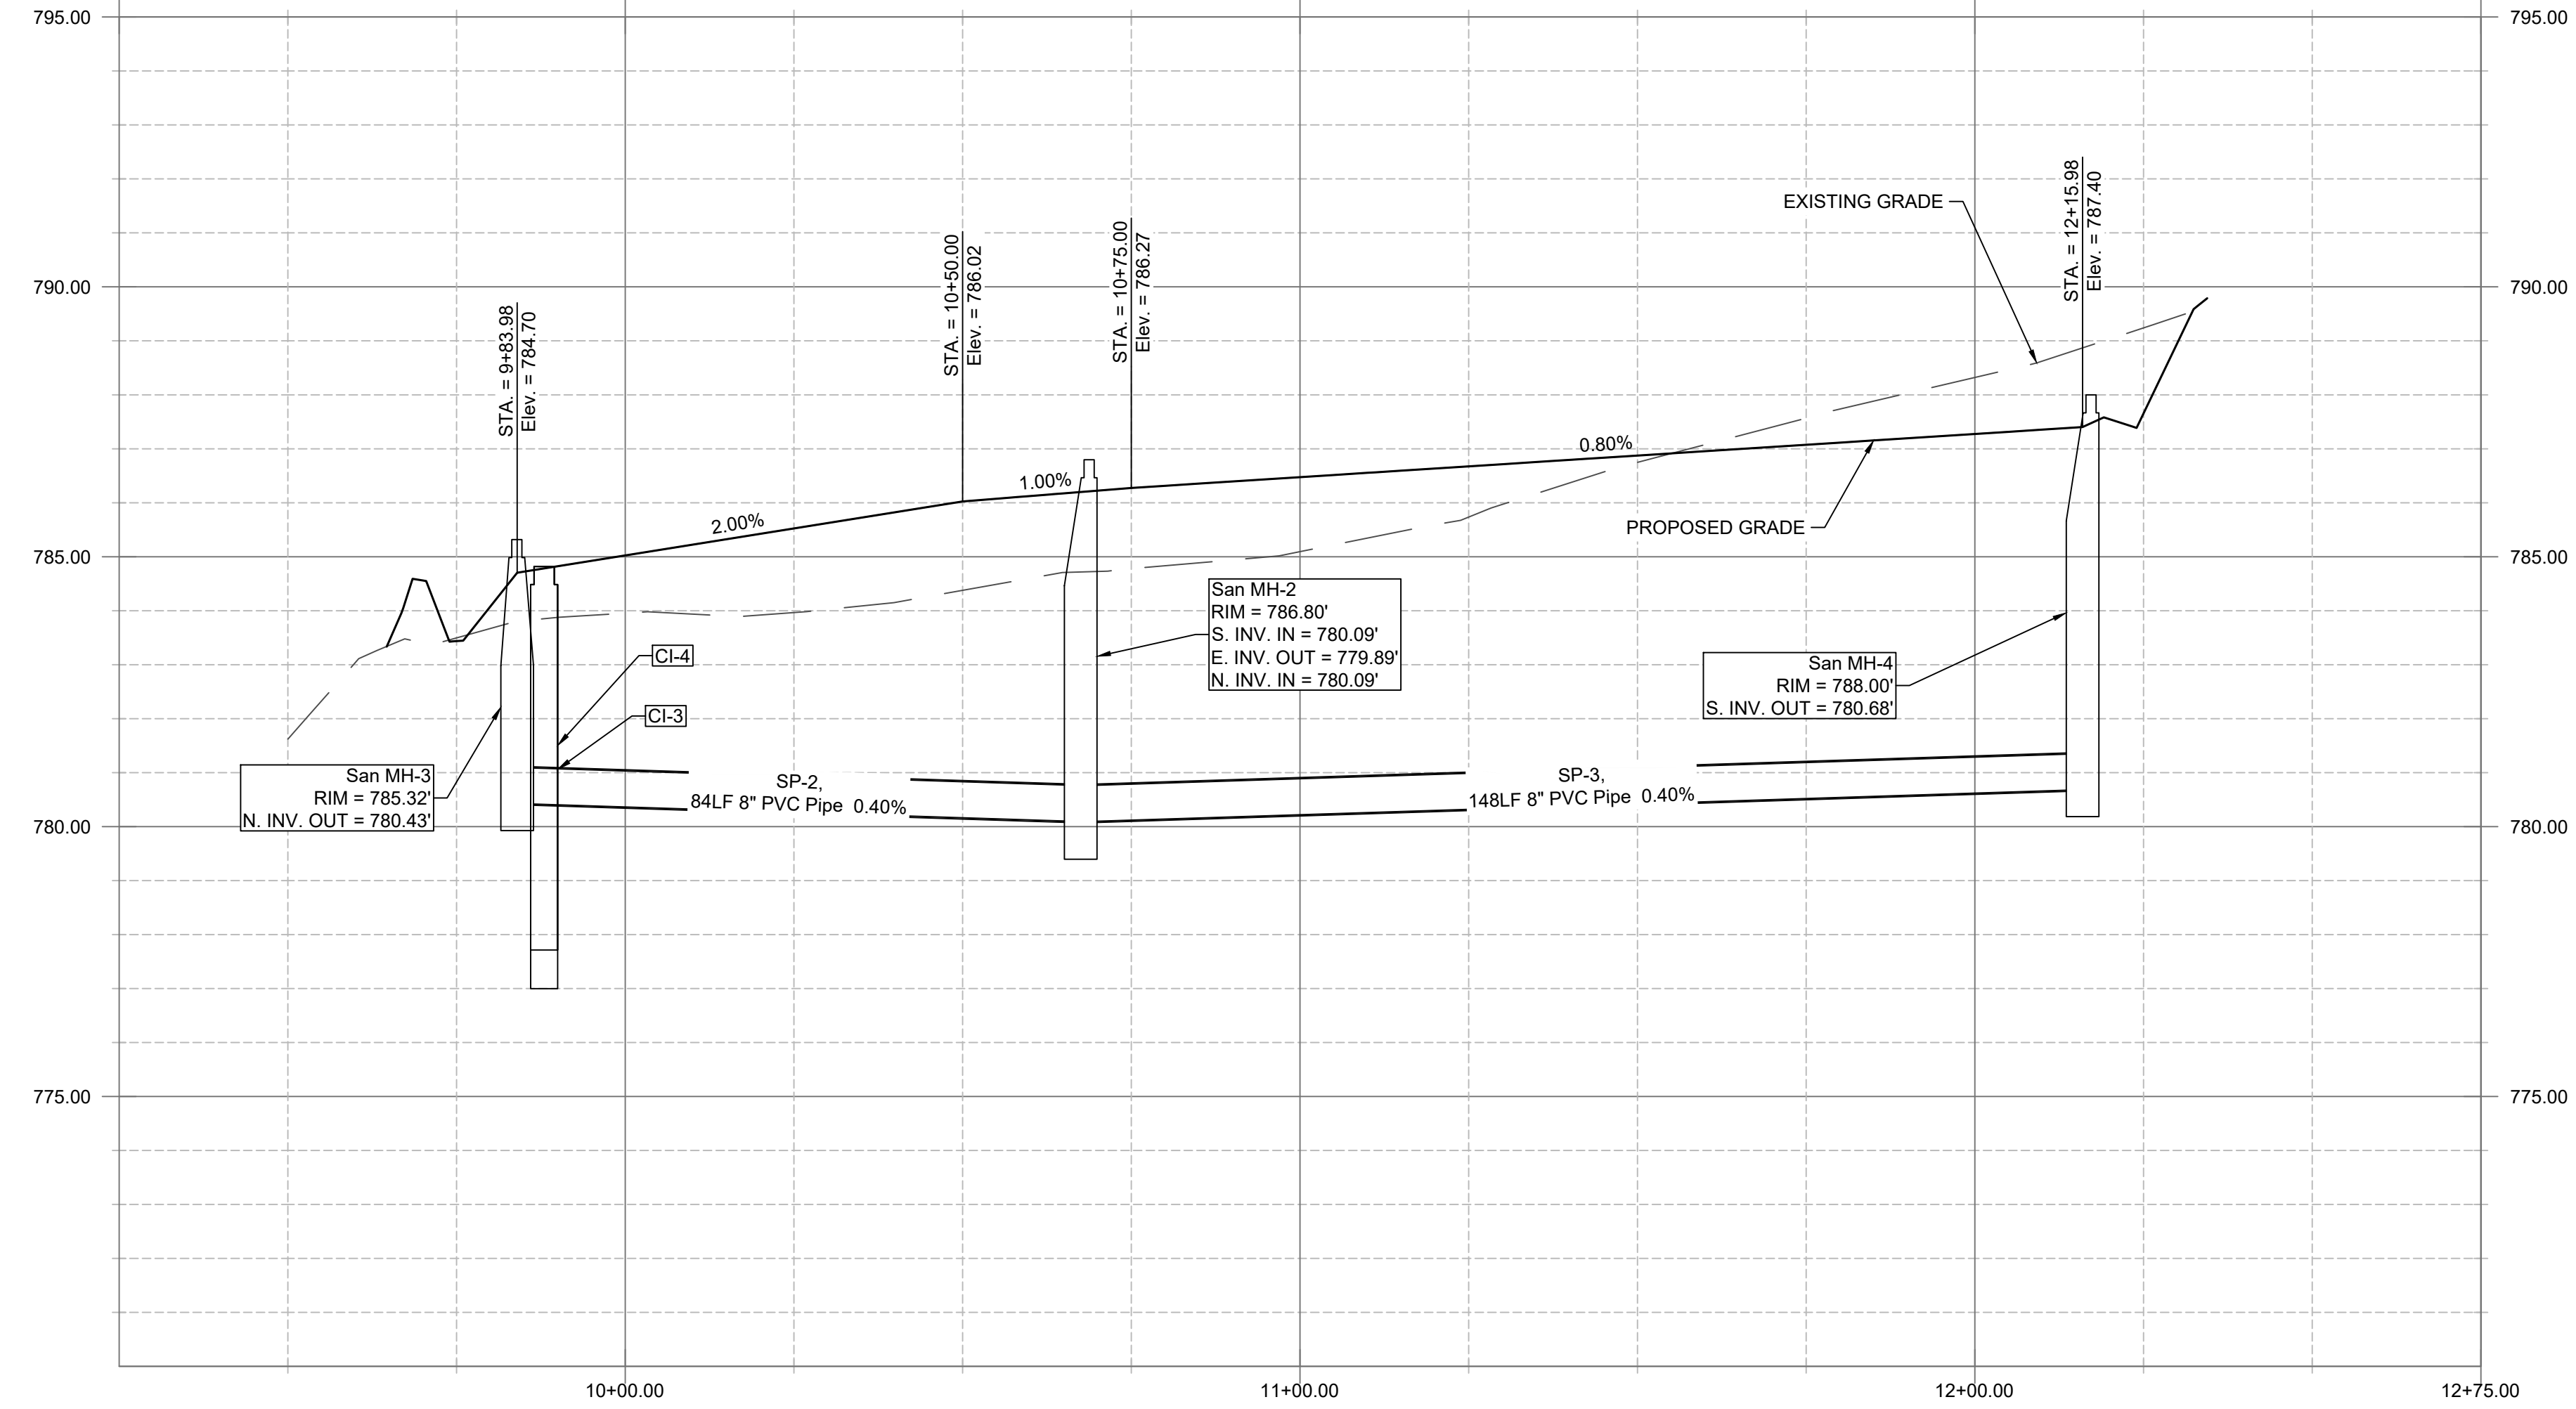 795.00
795.00
STA. = 12+15.98
Elev. = 787.40
EXISTING GRADE
STA. = 10+75.00
Elev. = 786.27
STA. = 10+50.00
Elev. = 786.02
790.00
790.00
STA. = 9+83.98
Elev. = 784.70
0.80%
1.00%
2.00%
PROPOSED GRADE
785.00
785.00
San MH-2
RIM = 786.80'
S. INV. IN = 780.09'
E. INV. OUT = 779.89'
N. INV. IN = 780.09'
CI-4
San MH-4
RIM = 788.00'
S. INV. OUT = 780.68'
CI-3
San MH-3
RIM = 785.32'
N. INV. OUT = 780.43'
SP-2,
84LF 8" PVC Pipe 0.40%
SP-3,
148LF 8" PVC Pipe 0.40%
780.00
780.00
775.00
775.00
10+00.00
11+00.00
12+00.00
12+75.00